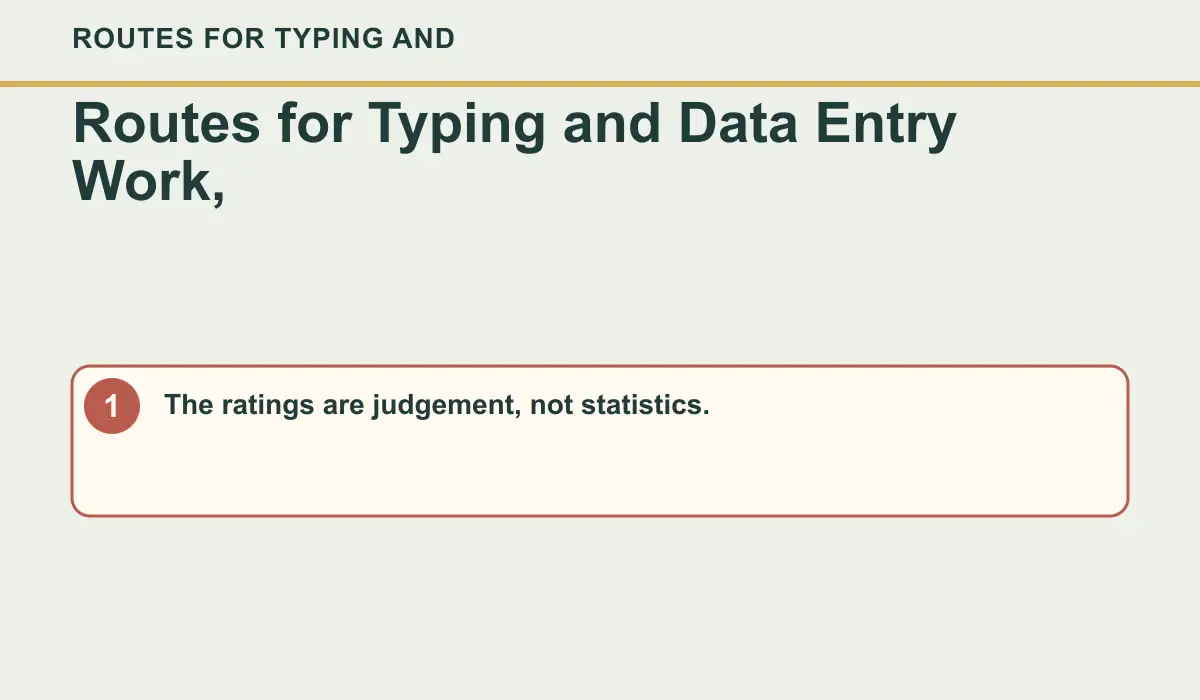 ROUTES FOR TYPING AND
Routes for Typing and Data Entry
Work,
1
The ratings are judgement, not statistics.